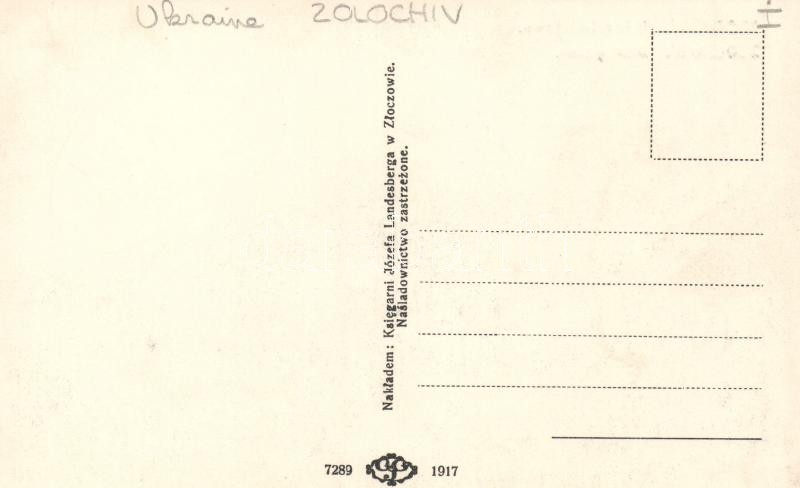 Ukraine ZOLOCHIV
Nakładem: Księgarni Józefa Landesberga w Złoczowie.
Naśladownictwo zastrzeżone.
7289 1917